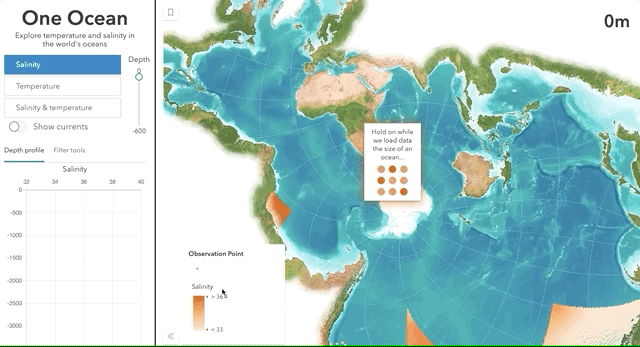 One Ocean
Explore temperature and salinity in
the world's oceans
Salinity
Temperature
Salinity & temperature
Show currents
Depth
-600
Depth profile
Filter tools
Salinity
32 34 36 38 40
0
-500
-1000
-1500
-2000
-2500
-3000
0m
Hold on while
we load data
the size of an
ocean...
Observation Point
Salinity
> 36.4
< 33